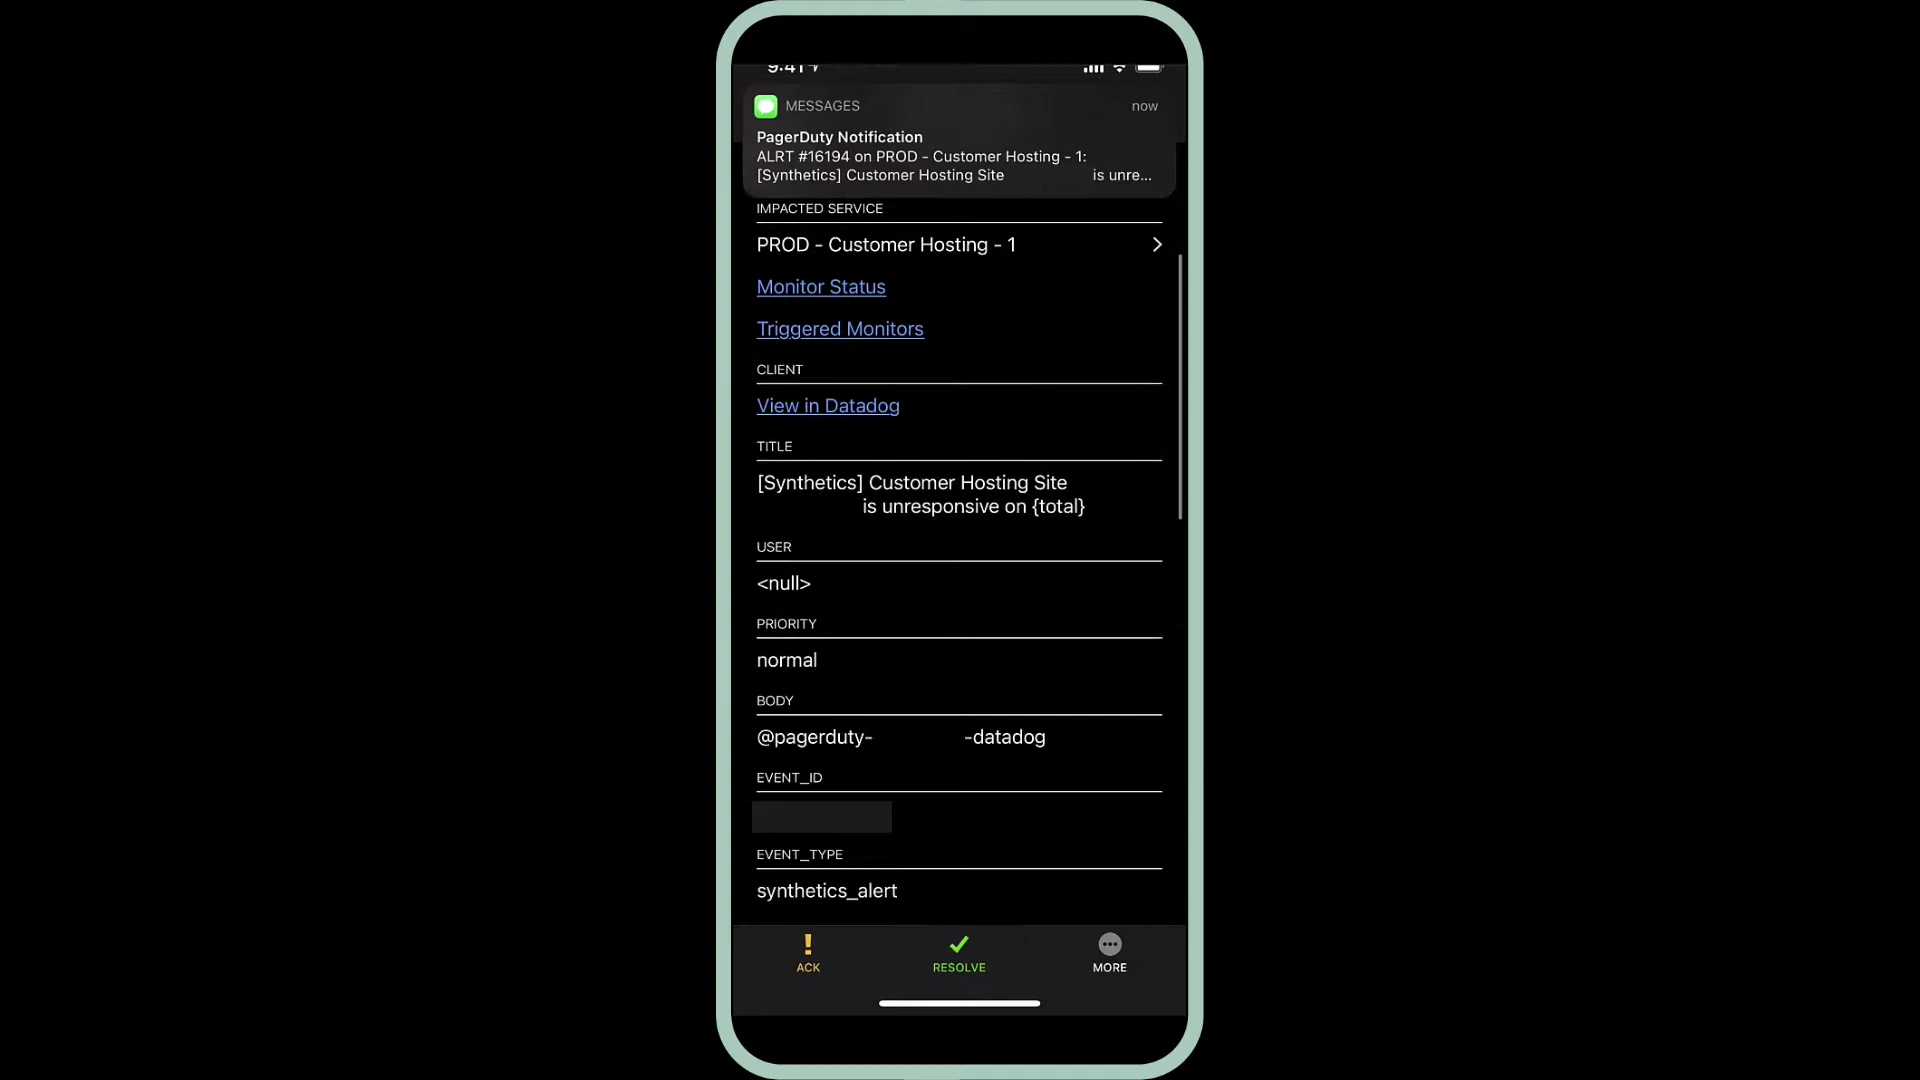 9:41
MESSAGES now
PagerDuty Notification
ALRT #16194 on PROD - Customer Hosting - 1:
[Synthetics] Customer Hosting Site is unre...
IMPACTED SERVICE
PROD - Customer Hosting - 1
Monitor Status
Triggered Monitors
CLIENT
View in Datadog
TITLE
[Synthetics] Customer Hosting Site
is unresponsive on {total}
USER
<null>
PRIORITY
normal
BODY
@pagerduty- -datadog
EVENT_ID
EVENT_TYPE
synthetics_alert
ACK RESOLVE MORE